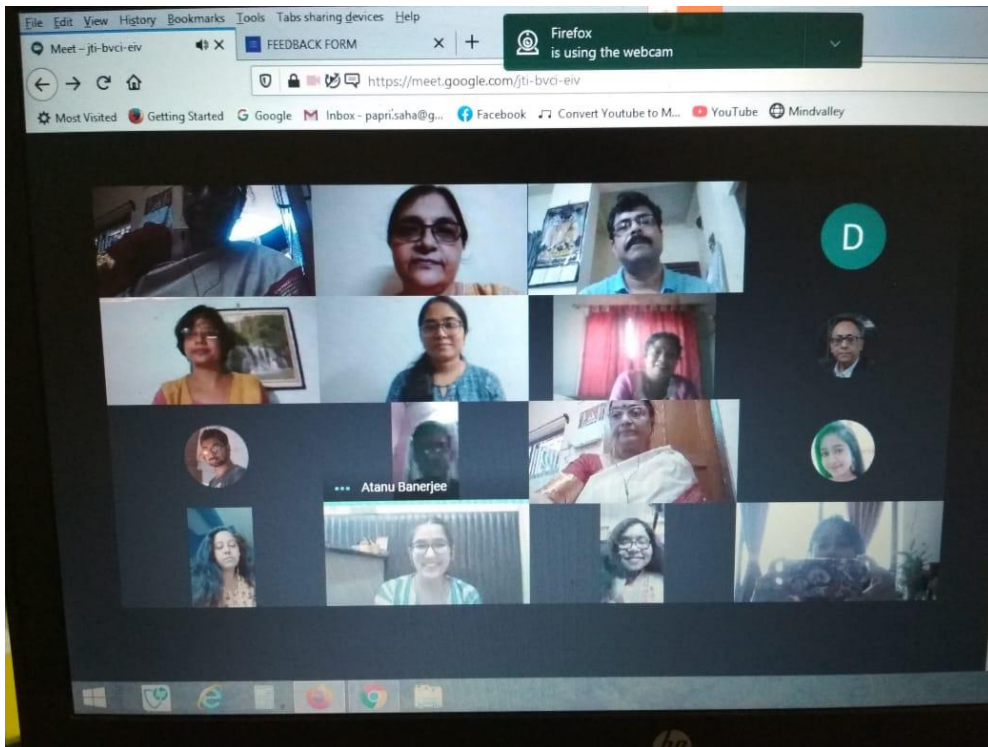 File Edit View History Bookmarks Tools Tabs sharing devices Help
Meet – jti-bvci-eiv
FEEDBACK FORM
Firefox
is using the webcam
https://meet.google.com/jti-bvci-eiv
Most Visited Getting Started Google Inbox - papri.saha@g... Facebook Convert Youtube to M... YouTube Mindvalley
D
Atanu Banerjee
hp